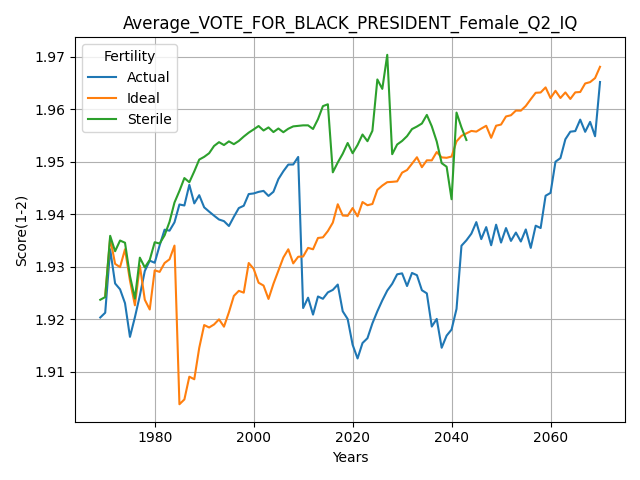 Average_VOTE_FOR_BLACK_PRESIDENT_Female_Q2_IQ
Fertility
Actual
Ideal
Sterile
Score(1-2)
1.97
1.96
1.95
1.94
1.93
1.92
1.91
1980 2000 2020 2040 2060
Years